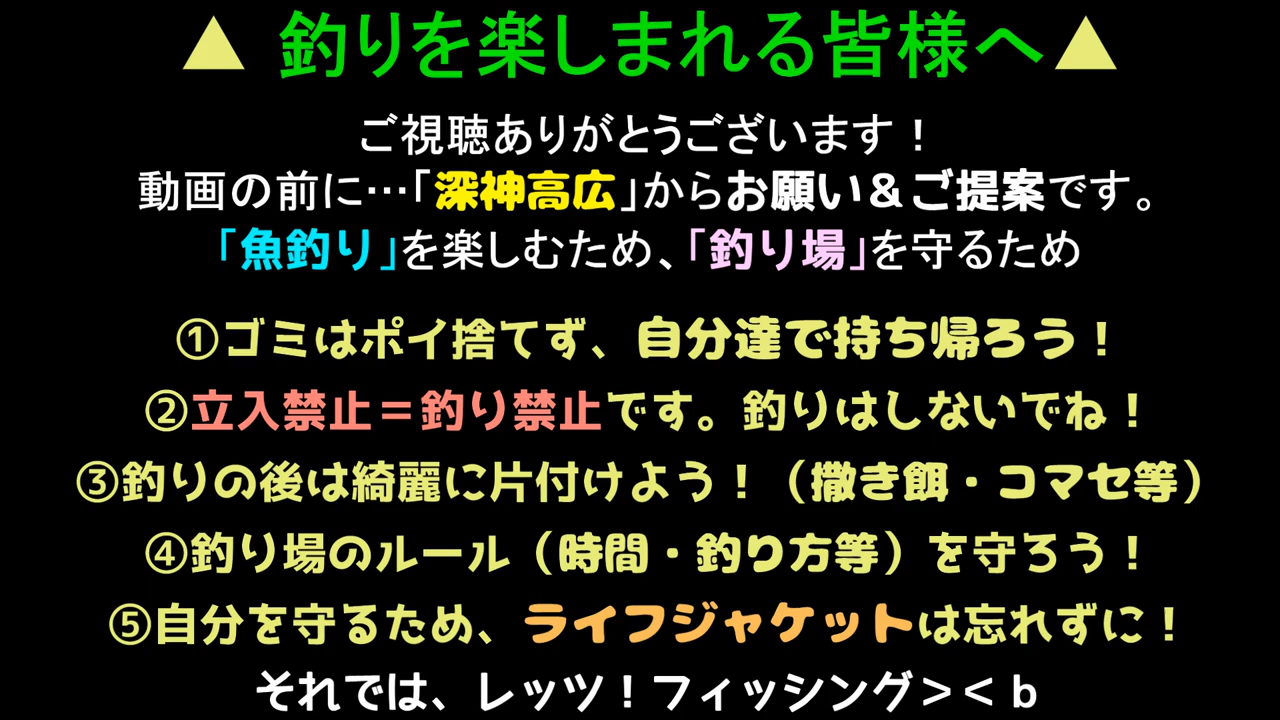 ▲ 釣りを楽しまれる皆様へ▲
ご視聴ありがとうございます！
動画の前に…「深神高広」からお願い＆ご提案です。
「魚釣り」を楽しむため、「釣り場」を守るため
①ゴミはポイ捨てず、自分達で持ち帰ろう！
②立入禁止＝釣り禁止です。釣りはしないでね！
③釣りの後は綺麗に片付けよう！（撒き餌・コマセ等）
④釣り場のルール（時間・釣り方等）を守ろう！
⑤自分を守るため、ライフジャケットは忘れずに！
それでは、レッツ！フィッシング＞＜ｂ